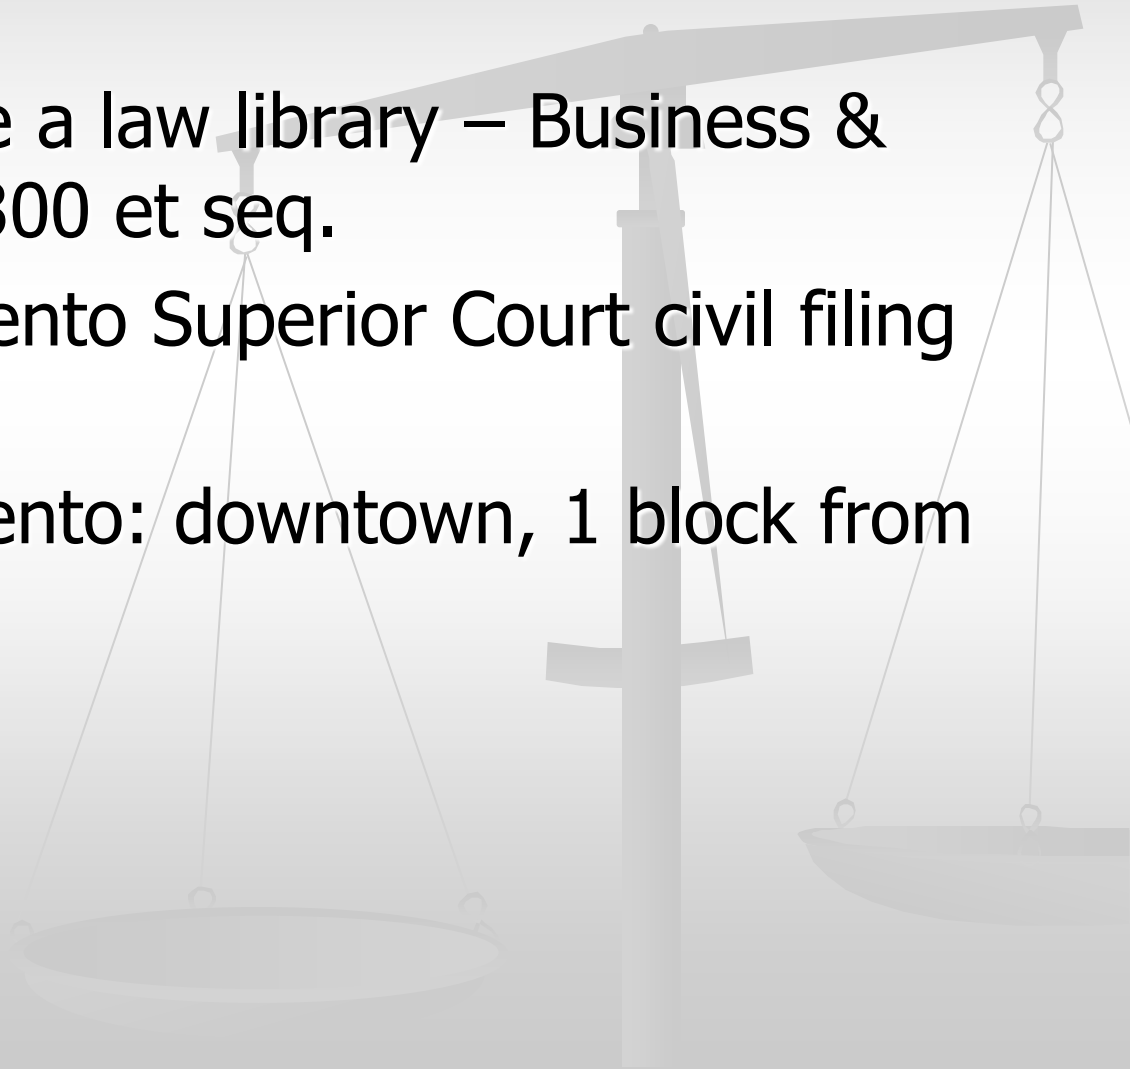 e a law library – Business &
300 et seq.
ento Superior Court civil filing
ento: downtown, 1 block from